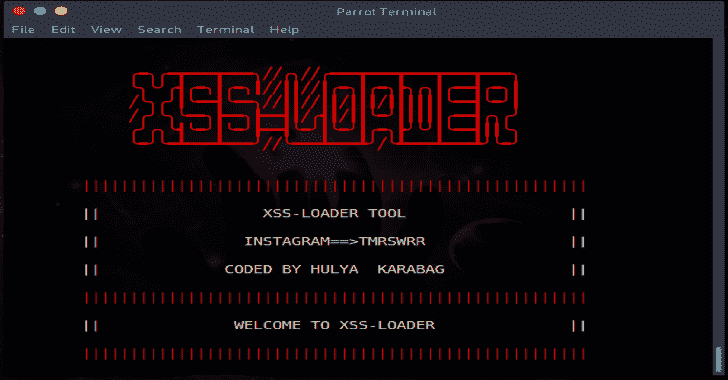 Parrot Terminal
File Edit View Search Terminal Help
XSS-LOADER
XSS-LOADER TOOL
INSTAGRAM==>TMRSWRR
CODED BY HULYA KARABAG
WELCOME TO XSS-LOADER